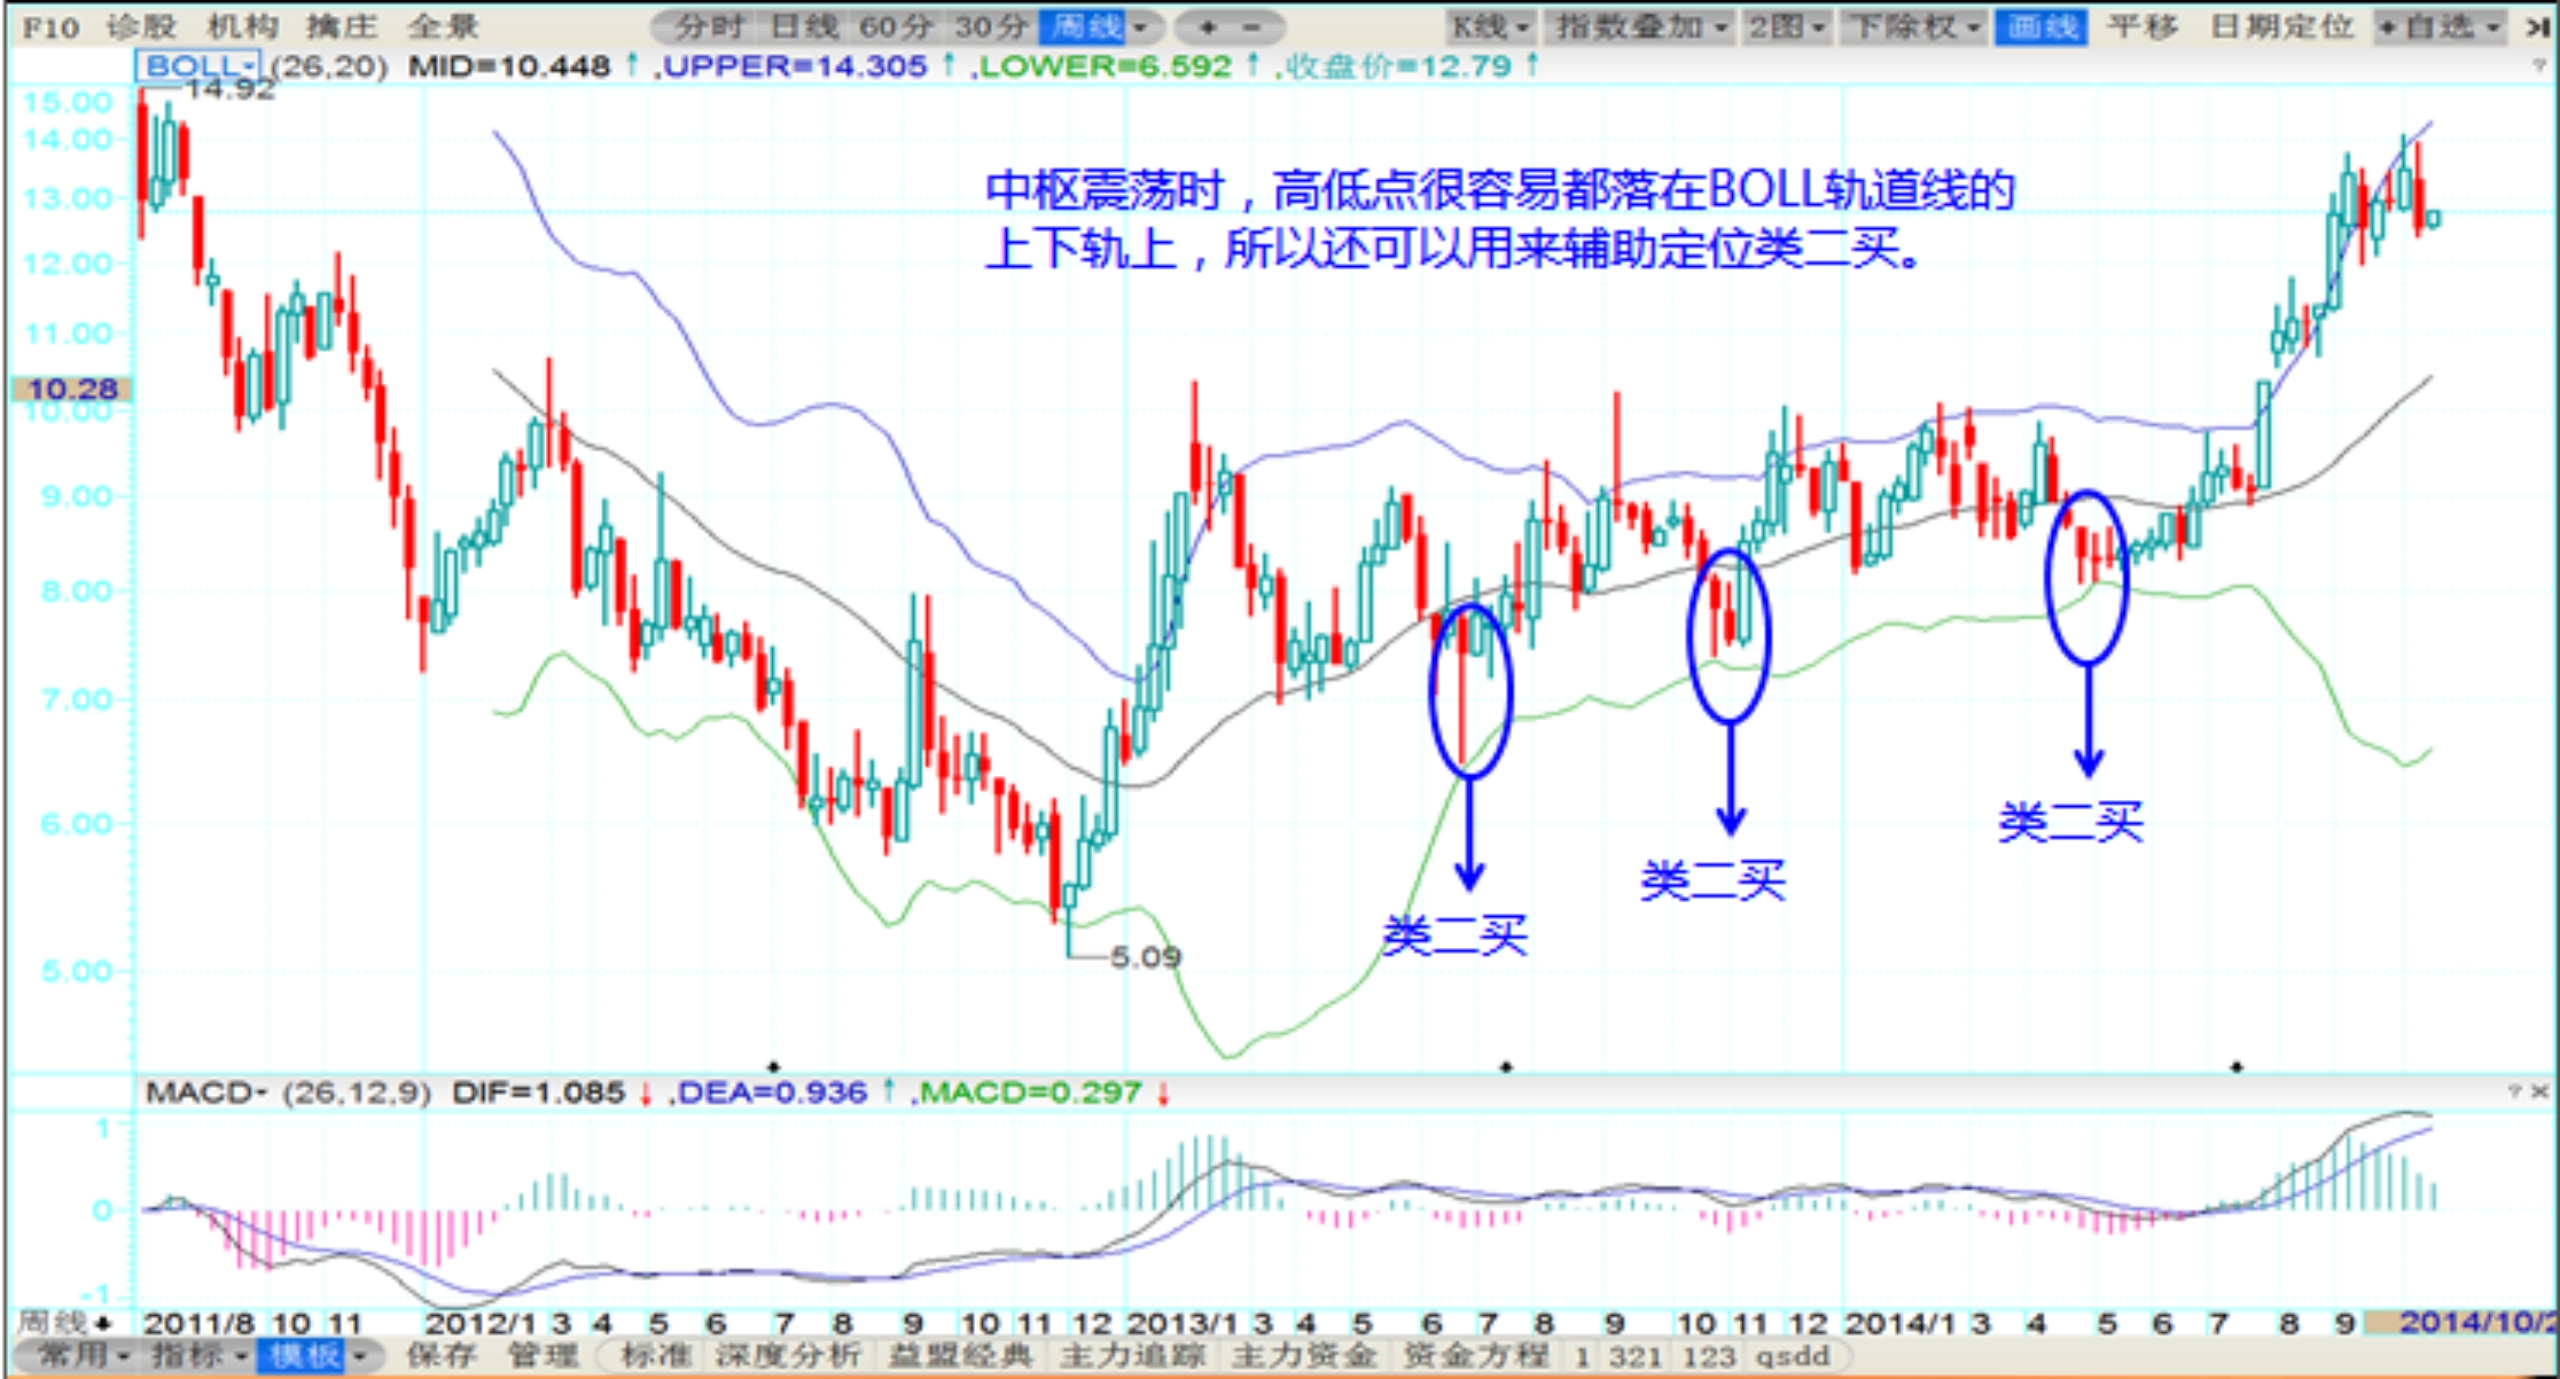 F10 诊股 机构 擒庄 全景 分时 日线 60分 30分 周线 + - K线 指数叠加 2图 下除权 画线 平移 日期定位 +自选
BOLL (26,20) MID=10.448 ↑ ,UPPER=14.305 ↑ ,LOWER=6.592 ↑ ,收盘价=12.79 ↑ ?
14.92
15.00
14.00
中枢震荡时，高低点很容易都落在BOLL轨道线的
13.00
上下轨上，所以还可以用来辅助定位类二买。
12.00
11.00
10.28
10.00
9.00
8.00
7.00
6.00
类二买
类二买
类二买
5.09
5.00
MACD (26,12,9) DIF=1.085 ↓ ,DEA=0.936 ↑ ,MACD=0.297 ↓ ? ×
1
0
-1
周线 2011/8 10 11 2012/1 3 4 5 6 7 8 9 10 11 12 2013/1 3 4 5 6 7 8 9 10 11 12 2014/1 3 4 5 6 7 8 9 2014/10/2
常用 指标 模板 保存 管理 标准 深度分析 益盟经典 主力追踪 主力资金 资金方程 1 321 123 qsdd